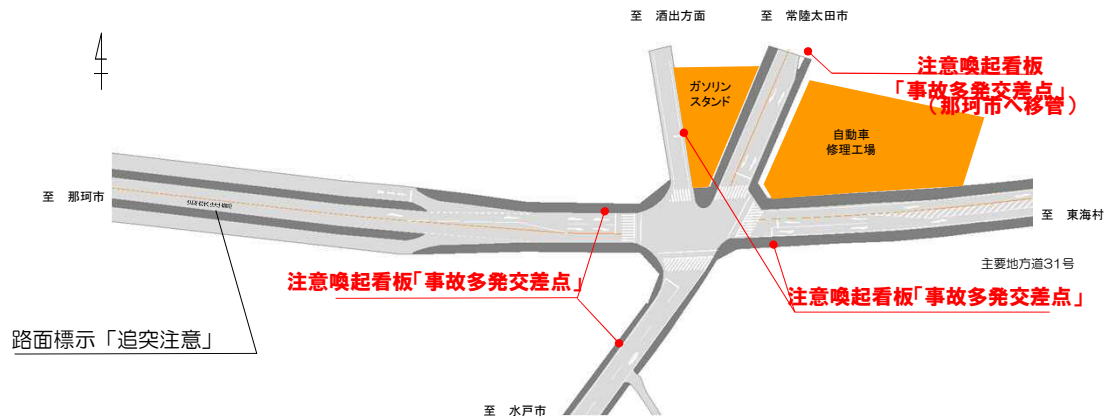 至　酒出方面
至　常陸太田市
注意喚起看板
「事故多発交差点」
（那珂市へ移管）
ガソリン
スタンド
自動車
修理工場
至　那珂市
追突注意
至　東海村
主要地方道31号
注意喚起看板「事故多発交差点」
注意喚起看板「事故多発交差点」
路面標示「追突注意」
至　水戸市